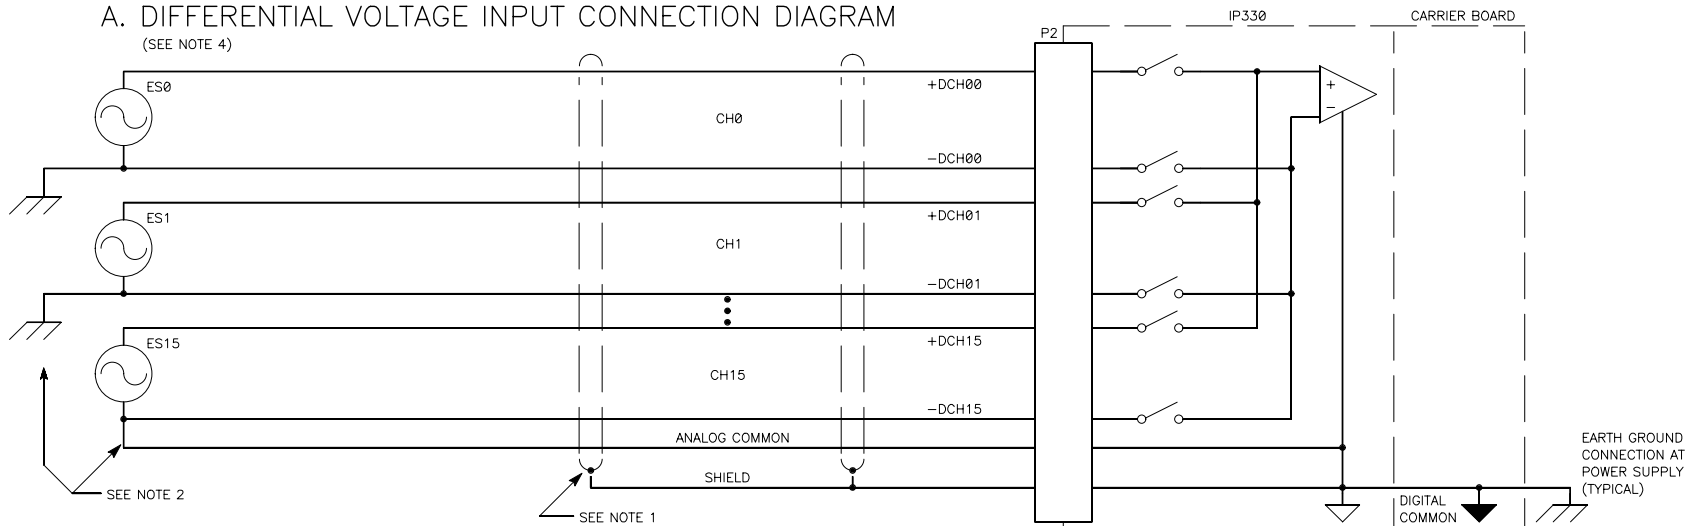 A. DIFFERENTIAL VOLTAGE INPUT CONNECTION DIAGRAM
(SEE NOTE 4)
IP330
CARRIER BOARD
P2
ES0
+DCH00
+
−
CH0
−DCH00
ES1
+DCH01
CH1
−DCH01
ES15
+DCH15
CH15
−DCH15
ANALOG COMMON
SHIELD
SEE NOTE 2
SEE NOTE 1
DIGITAL
COMMON
EARTH GROUND
CONNECTION AT
POWER SUPPLY
(TYPICAL)